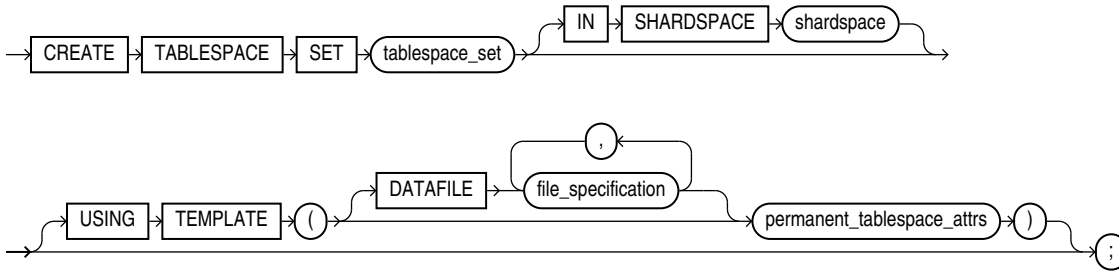 CREATE TABLESPACE SET tablespace_set IN SHARDSPACE shardspace
USING TEMPLATE ( DATAFILE file_specification , permanent_tablespace_attrs ) ;